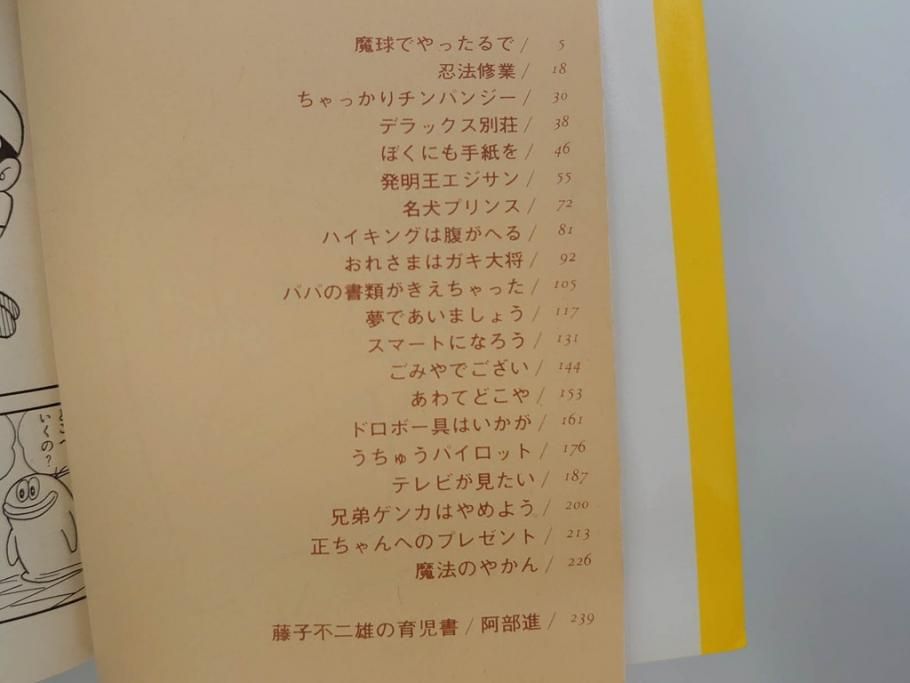 魔球でやったるで / 5
忍法修業 / 18
ちゃっかりチンパンジー / 30
デラックス別荘 / 38
ぼくにも手紙を / 46
発明王エジサン / 55
名犬プリンス / 72
ハイキングは腹がへる / 81
おれさまはガキ大将 / 92
パパの書類がきえちゃった / 105
夢であいましょう / 117
スマートになろう / 131
ごみやでござい / 144
あわてどこや / 153
ドロボー具はいかが / 161
うちゅうパイロット / 176
テレビが見たい / 187
兄弟ゲンカはやめよう / 200
正ちゃんへのプレゼント / 213
魔法のやかん / 226
藤子不二雄の育児書 / 阿部進 / 239
いくの?